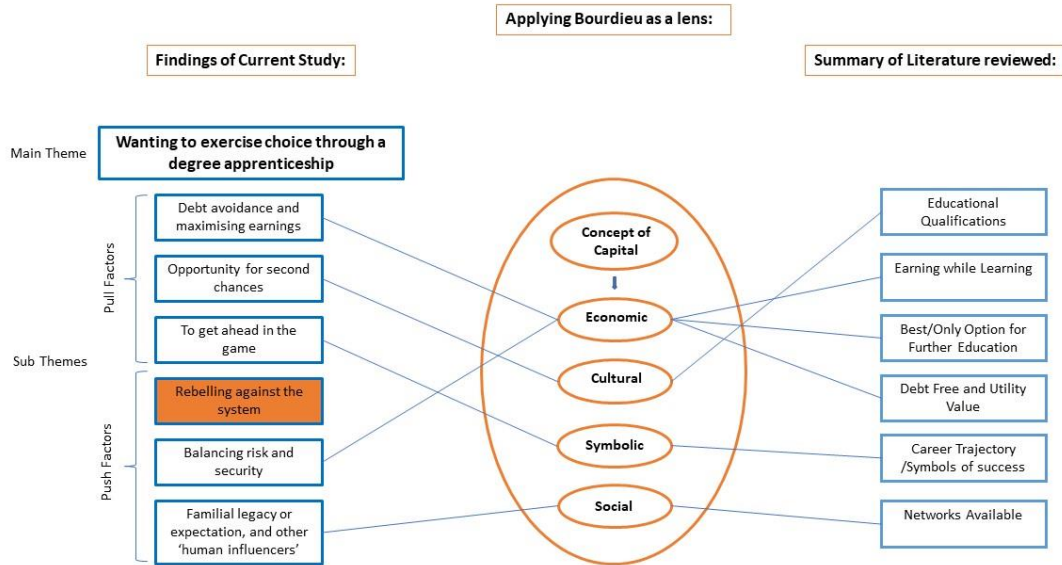 Applying Bourdieu as a lens:
Findings of Current Study:
Summary of Literature reviewed:
Main Theme
Wanting to exercise choice through a
degree apprenticeship
Sub Themes
Pull Factors
Debt avoidance and
maximising earnings
Opportunity for second
chances
To get ahead in the
game
Push Factors
Rebelling against the
system
Balancing risk and
security
Familial legacy or
expectation, and other
‘human influencers’
Concept of
Capital
Economic
Cultural
Symbolic
Social
Educational
Qualifications
Earning while Learning
Best/Only Option for
Further Education
Debt Free and Utility
Value
Career Trajectory
/Symbols of success
Networks Available